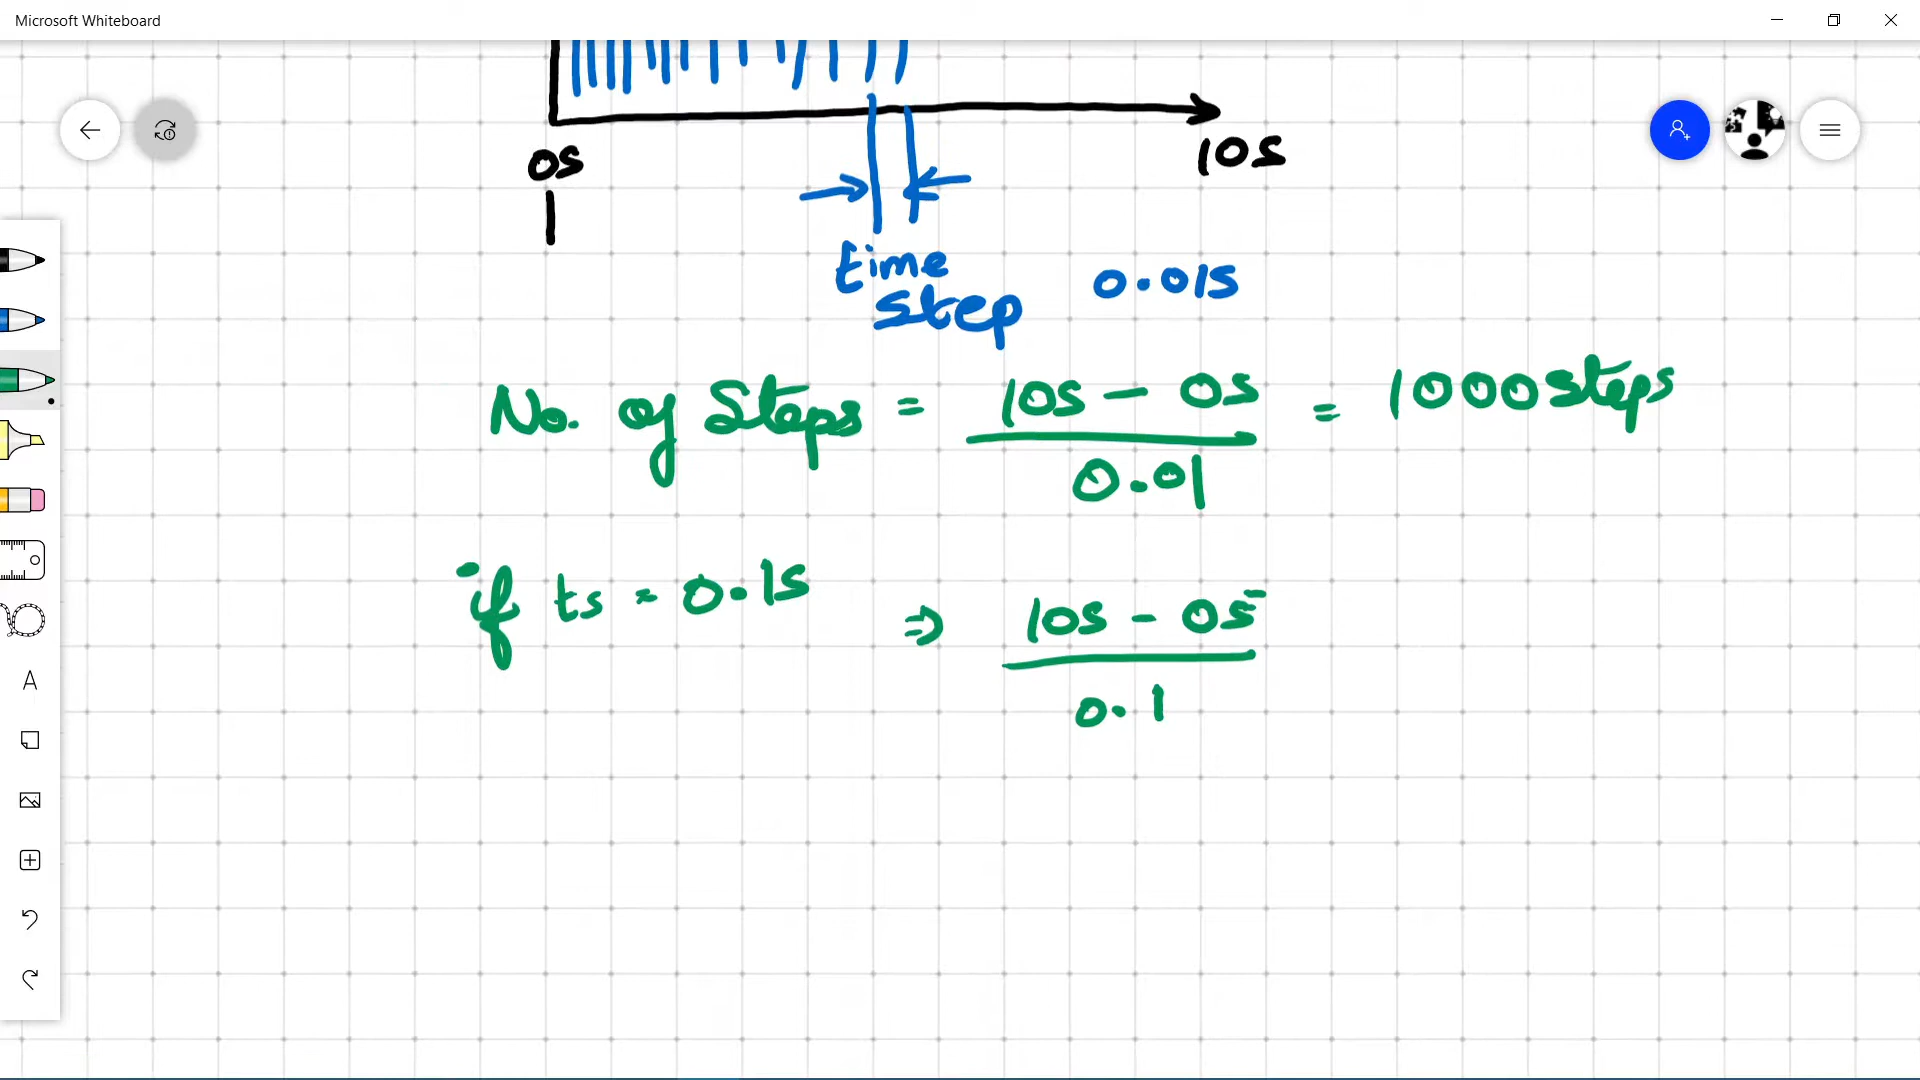 Microsoft Whiteboard
0s
10s
time
step
0.01s
No. of Steps = 10s - 0s / 0.01 = 1000 steps
if ts = 0.1s ⇒ 10s - 0s / 0.1
A